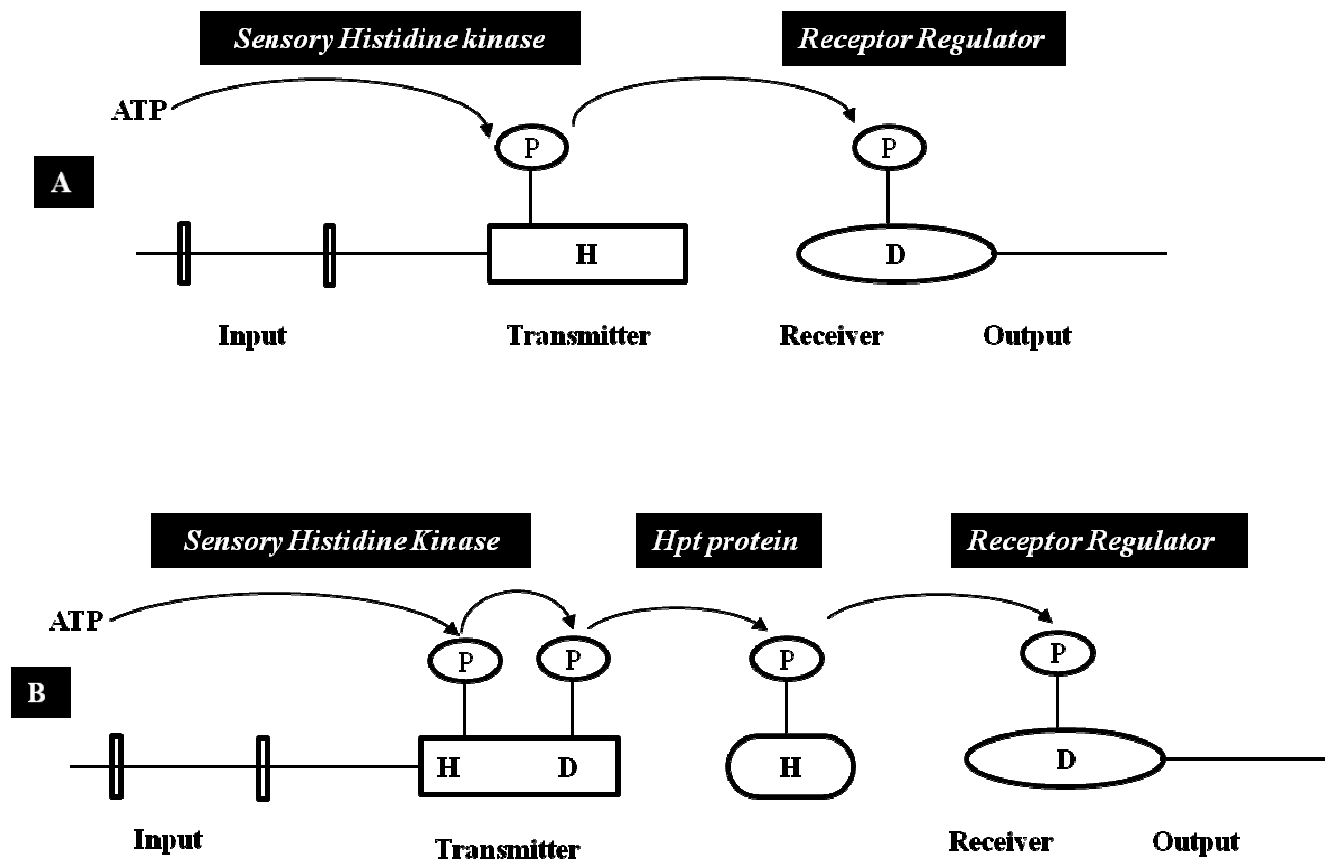 Sensory Histidine kinase
Receptor Regulator
ATP
P
P
A
H
D
Input
Transmitter
Receiver
Output
Sensory Histidine Kinase
Hpt protein
Receptor Regulator
ATP
P
P
P
P
B
H
D
H
D
Input
Transmitter
Receiver
Output